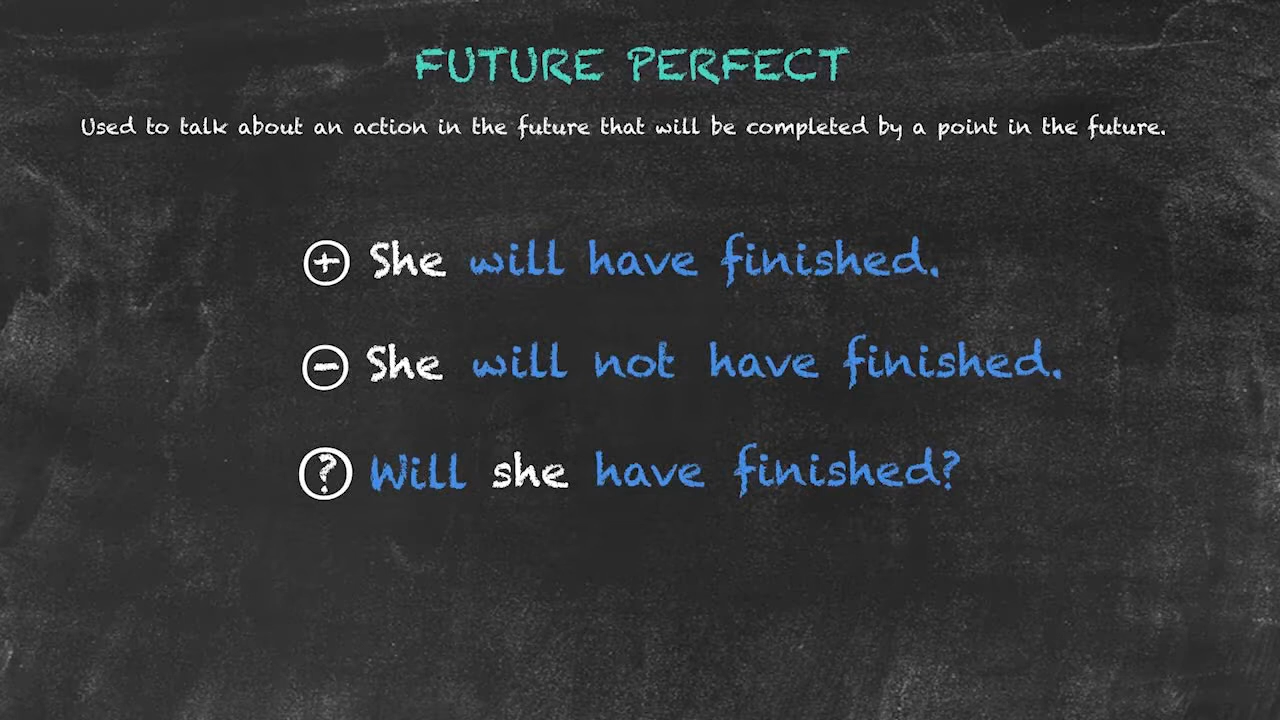 FUTURE PERFECT
Used to talk about an action in the future that will be completed by a point in the future.
+ She will have finished.
- She will not have finished.
? Will she have finished?